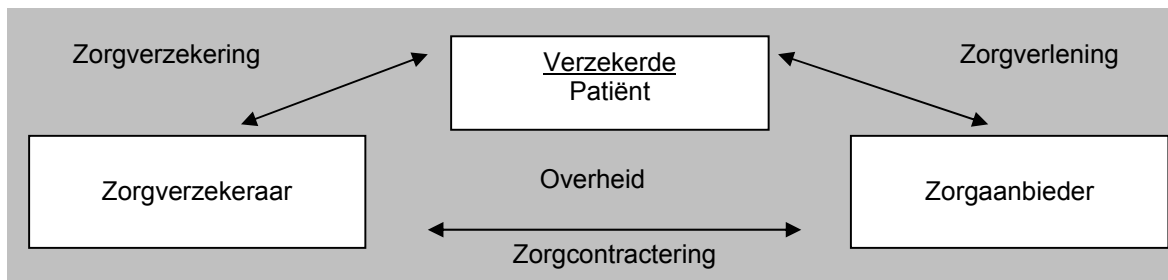 Zorgverzekering
Verzekerde
Patiënt
Zorgverlening
Zorgverzekeraar
Overheid
Zorgaanbieder
Zorgcontractering